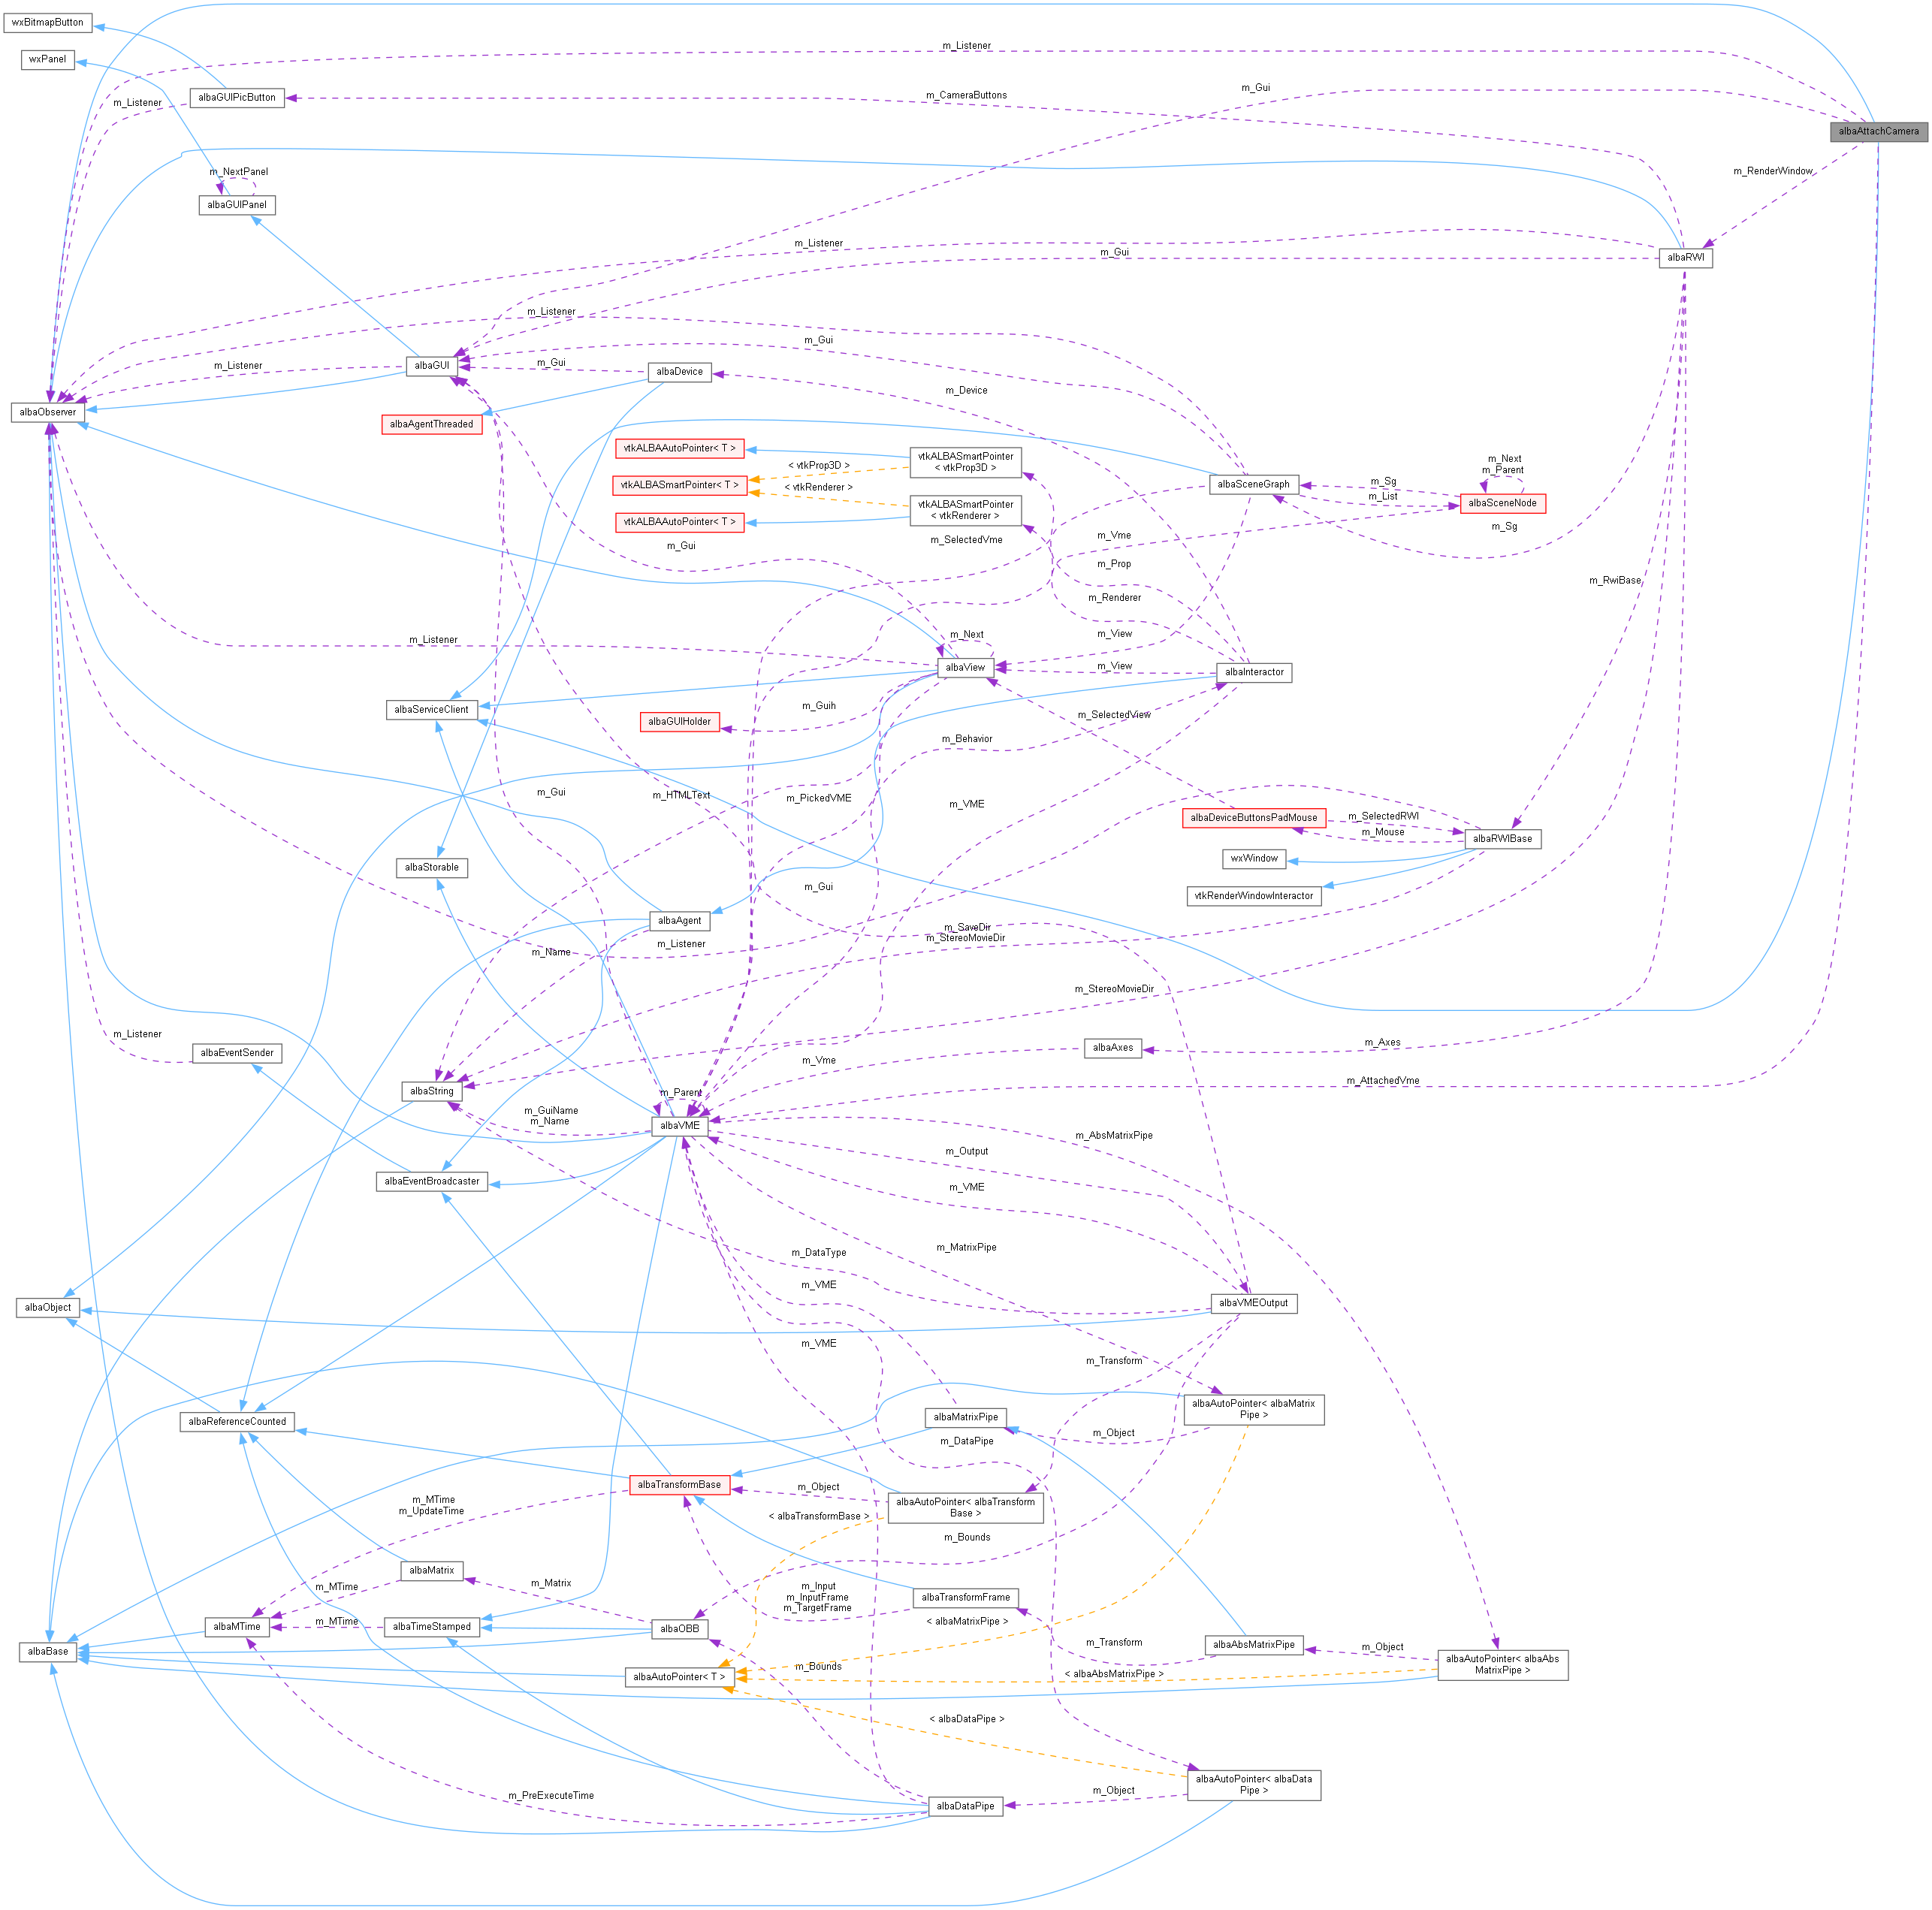 wxBitmapButton
m_Listener
wxPanel
m_Gui
albaGUIPicButton
m_CameraButtons
m_Listener
albaAttachCamera
m_NextPanel
m_RenderWindow
albaGUIPanel
m_Listener
m_Gui
albaRWI
m_Listener
m_Gui
albaGUI
m_Listener
m_Gui
albaDevice
m_Device
albaObserver
albaAgentThreaded
vtkALBAAutoPointer< T >
vtkALBASmartPointer
< vtkProp3D >
< vtkProp3D >
vtkALBASmartPointer< T >
< vtkRenderer >
vtkALBASmartPointer
< vtkRenderer >
vtkALBAAutoPointer< T >
albaSceneGraph
m_Sg
m_List
m_Next
m_Parent
albaSceneNode
m_Sg
m_SelectedVme
m_Vme
m_Gui
m_Prop
m_RwiBase
m_Renderer
m_Listener
m_Next
m_View
albaView
m_View
albaInteractor
albaServiceClient
albaGUIHolder
m_Guih
m_SelectedView
m_Behavior
m_Gui
m_HTMLText
m_PickedVME
m_VME
albaDeviceButtonsPadMouse
m_SelectedRWI
m_Mouse
albaRWIBase
wxWindow
albaStorable
m_Gui
vtkRenderWindowInteractor
albaAgent
m_SaveDir
m_StereoMovieDir
m_Name
m_Listener
m_StereoMovieDir
m_Listener
albaEventSender
m_Vme
albaAxes
m_Axes
albaString
m_Parent
m_AttachedVme
m_GuiName
m_Name
albaVME
m_AbsMatrixPipe
m_Output
albaEventBroadcaster
m_VME
m_MatrixPipe
m_DataType
m_VME
albaObject
albaVMEOutput
m_VME
m_Transform
albaReferenceCounted
albaMatrixPipe
albaAutoPointer< albaMatrix
Pipe >
m_Object
m_DataPipe
albaTransformBase
m_Object
m_MTime
m_UpdateTime
albaAutoPointer< albaTransform
Base >
< albaTransformBase >
m_Bounds
albaMatrix
m_MTime
m_Matrix
m_Input
m_InputFrame
m_TargetFrame
albaTransformFrame
albaMTime
m_MTime
albaTimeStamped
albaOBB
< albaMatrixPipe >
albaBase
m_Transform
albaAbsMatrixPipe
m_Object
albaAutoPointer< albaAbs
MatrixPipe >
albaAutoPointer< T >
m_Bounds
< albaAbsMatrixPipe >
< albaDataPipe >
m_PreExecuteTime
albaDataPipe
m_Object
albaAutoPointer< albaData
Pipe >